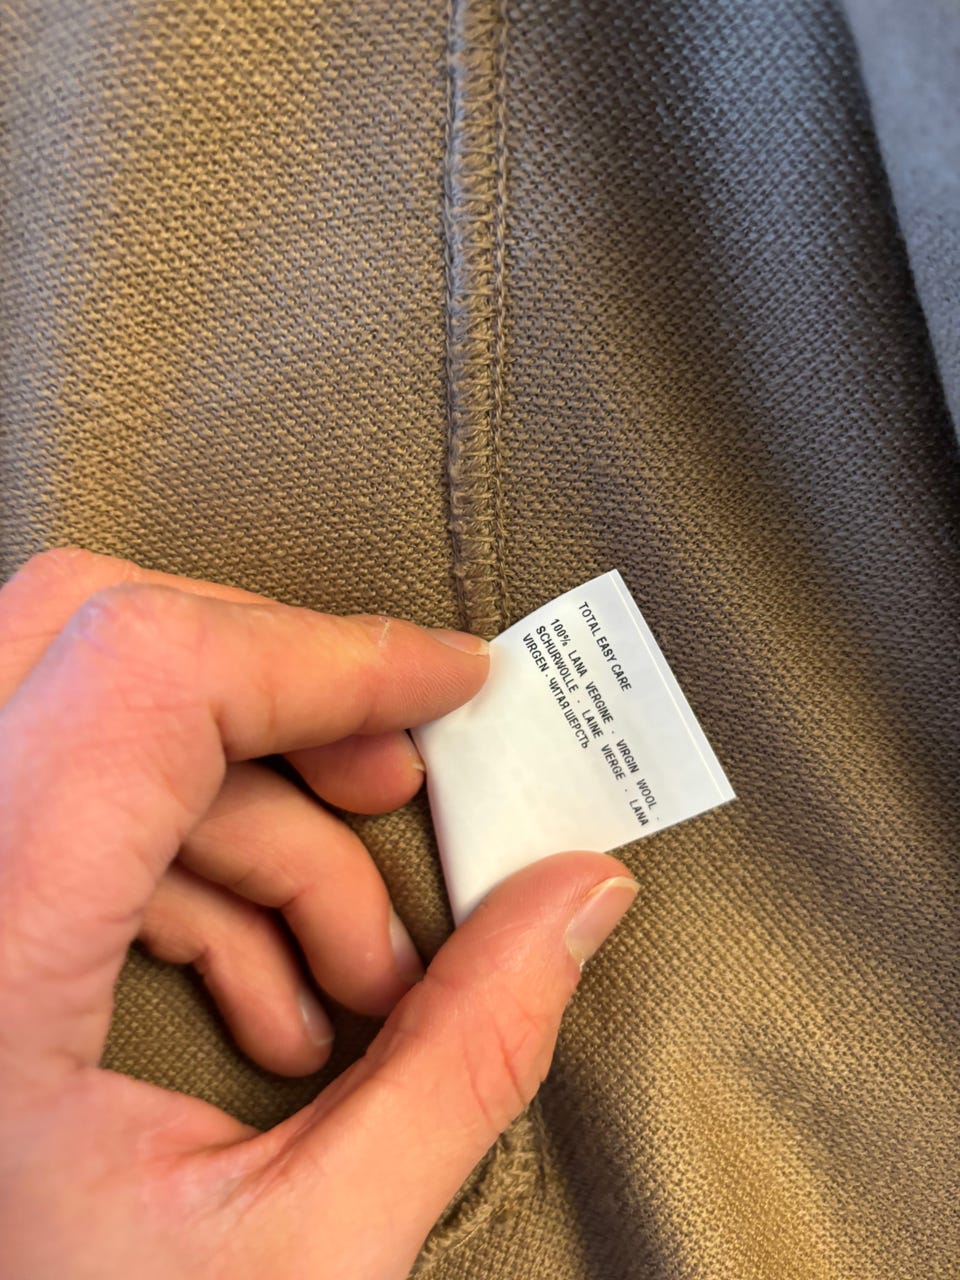 TOTAL EASY CARE
100% LANA VERGINE - VIRGIN WOOL -
SCHURWOLLE - LAINE VIERGE - LANA
VIRGEN - ЧИТАЯ ШЕРСТЬ